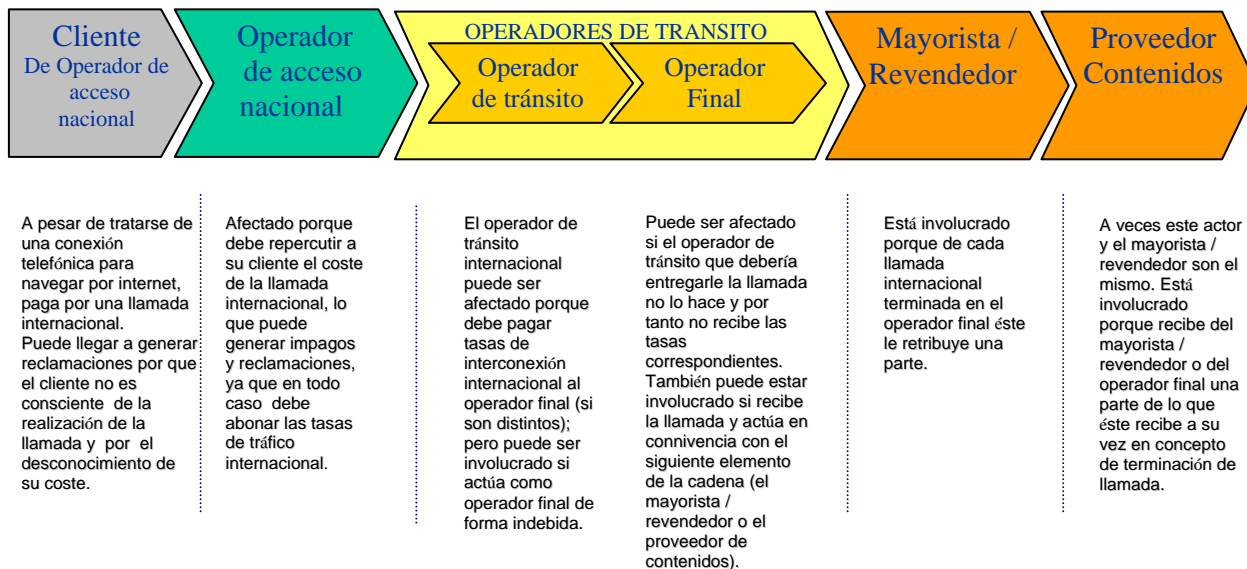 Cliente
De Operador de
acceso
nacional
Operador
de acceso
nacional
OPERADORES DE TRANSITO
Operador
de tránsito
Operador
Final
Mayorista /
Revendedor
Proveedor
Contenidos
A pesar de tratarse de
una conexión
telefónica para
navegar por internet,
paga por una llamada
internacional.
Puede llegar a generar
reclamaciones por que
el cliente no es
consciente de la
realización de la
llamada y por el
desconocimiento de
su coste.
Afectado porque
debe repercutir a
su cliente el coste
de la llamada
internacional, lo
que puede
generar impagos
y reclamaciones,
ya que en todo
caso debe
abonar las tasas
de tráfico
internacional.
El operador de
tránsito
internacional
puede ser
afectado porque
debe pagar
tasas de
interconexión
internacional al
operador final (si
son distintos);
pero puede ser
involucrado si
actúa como
operador final de
forma indebida.
Puede ser afectado
si el operador de
tránsito que debería
entregarle la llamada
no lo hace y por
tanto no recibe las
tasas
correspondientes.
También puede estar
involucrado si recibe
la llamada y actúa en
connivencia con el
siguiente elemento
de la cadena (el
mayorista /
revendedor o el
proveedor de
contenidos).
Está involucrado
porque de cada
llamada
internacional
terminada en el
operador final éste
le retribuye una
parte.
A veces este actor
y el mayorista /
revendedor son el
mismo. Está
involucrado
porque recibe del
mayorista /
revendedor o del
operador final una
parte de lo que
éste recibe a su
vez en concepto
de terminación de
llamada.